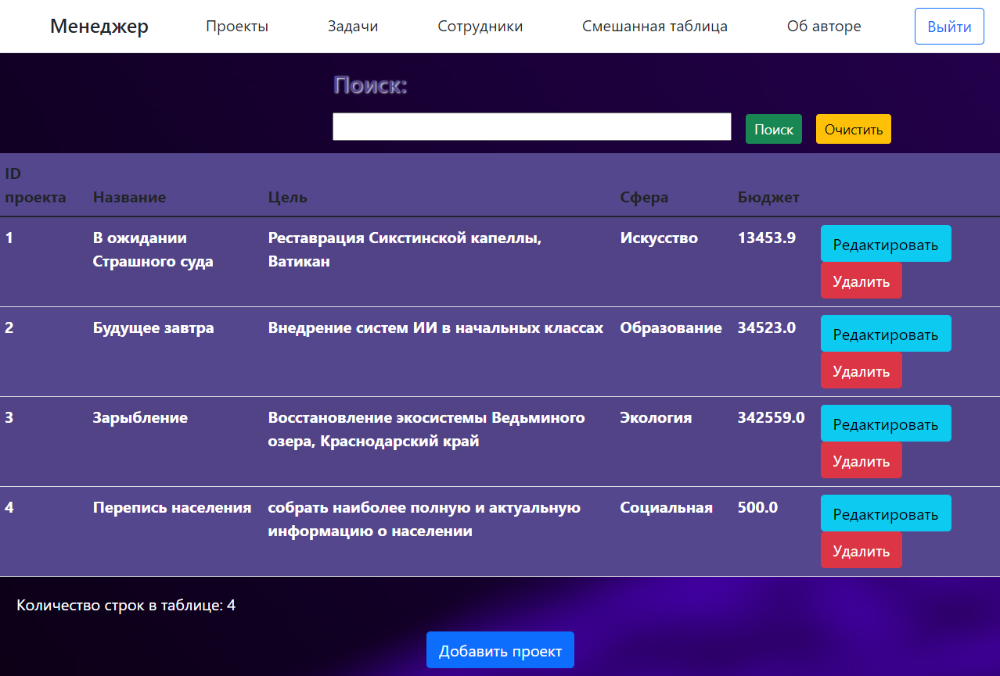 Менеджер Проекты Задачи Сотрудники Смешанная таблица Об авторе Выйти
Поиск:
Поиск Очистить
ID
проекта Название Цель Сфера Бюджет
1 В ожидании Реставрация Сикстинской капеллы, Искусство 13453.9 Редактировать
Страшного суда Ватикан
Удалить
2 Будущее завтра Внедрение систем ИИ в начальных классах Образование 34523.0 Редактировать
Удалить
3 Зарыбление Восстановление экосистемы Ведьминого Экология 342559.0 Редактировать
озера, Краснодарский край
Удалить
4 Перепись населения собрать наиболее полную и актуальную Социальная 500.0 Редактировать
информацию о населении
Удалить
Количество строк в таблице: 4
Добавить проект